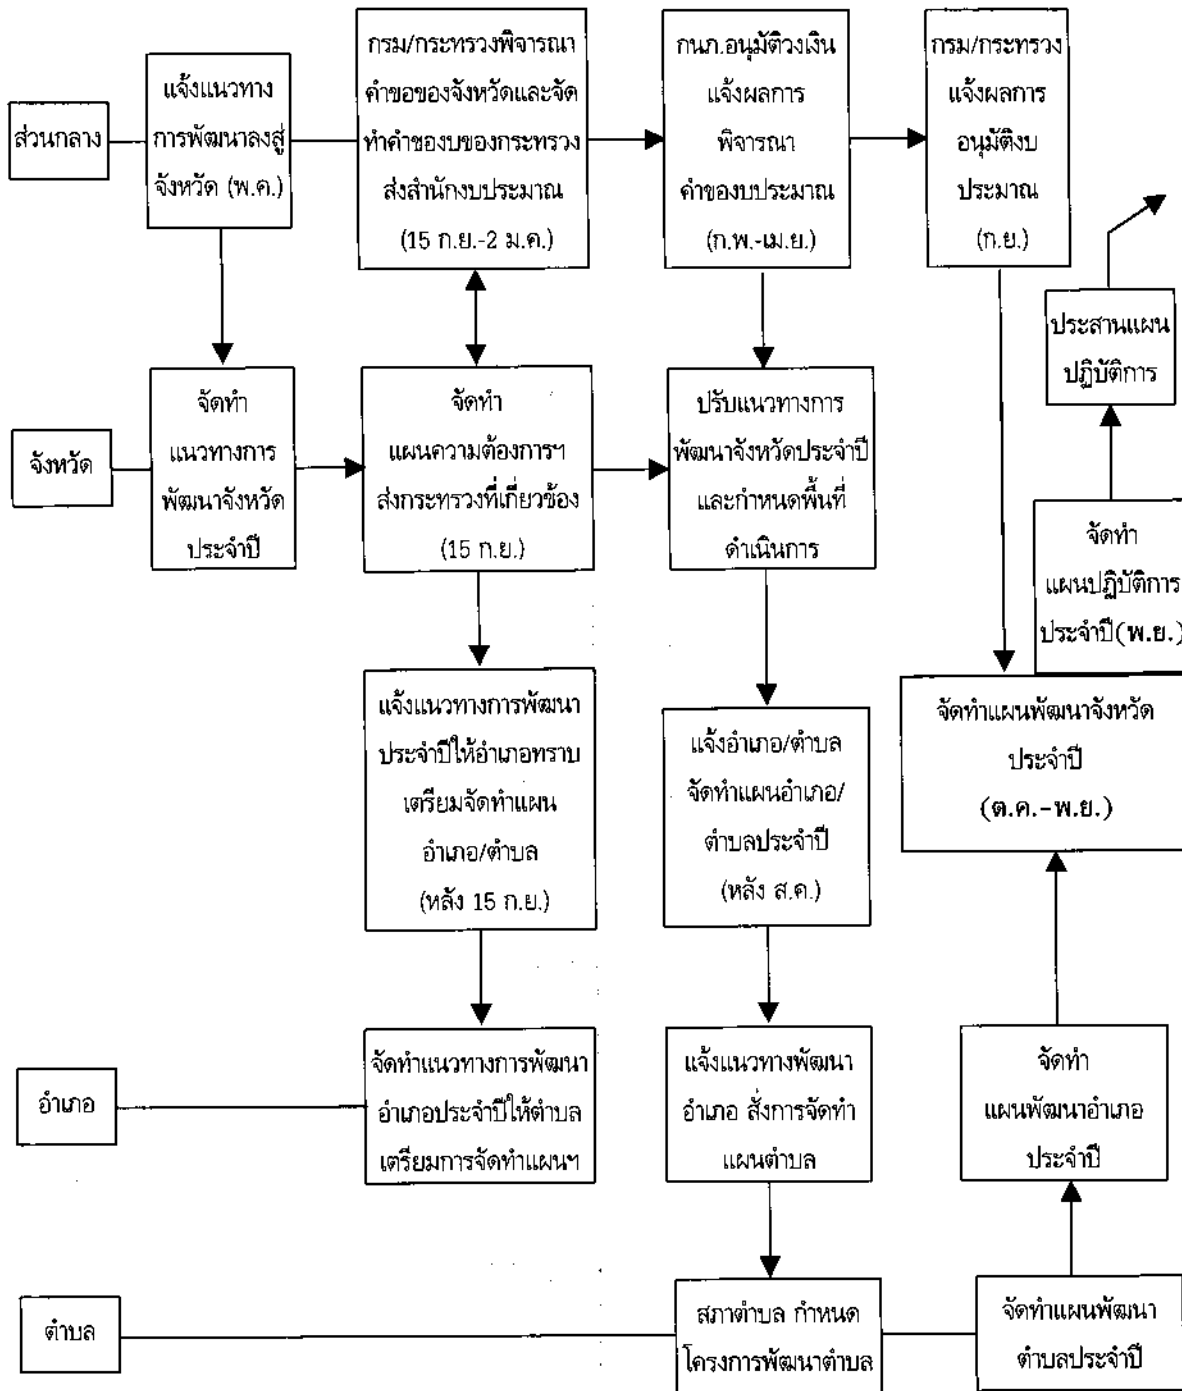 ส่วนกลาง
แจ้งแนวทาง
การพัฒนาลงสู่
จังหวัด (พ.ค.)
กรม/กระทรวงพิจารณา
คำขอของจังหวัดและจัด
ทำคำของบของกระทรวง
ส่งสำนักงบประมาณ
(15 ก.ย.-2 ม.ค.)
กนภ.อนุมัติวงเงิน
แจ้งผลการ
พิจารณา
คำของบประมาณ
(ก.พ.-เม.ย.)
กรม/กระทรวง
แจ้งผลการ
อนุมัติงบ
ประมาณ
(ก.ย.)
ประสานแผน
ปฏิบัติการ
จังหวัด
จัดทำ
แนวทางการ
พัฒนาจังหวัด
ประจำปี
จัดทำ
แผนความต้องการฯ
ส่งกระทรวงที่เกี่ยวข้อง
(15 ก.ย.)
ปรับแนวทางการ
พัฒนาจังหวัดประจำปี
และกำหนดพื้นที่
ดำเนินการ
จัดทำ
แผนปฏิบัติการ
ประจำปี(พ.ย.)
แจ้งแนวทางการพัฒนา
ประจำปีให้อำเภอทราบ
เตรียมจัดทำแผน
อำเภอ/ตำบล
(หลัง 15 ก.ย.)
แจ้งอำเภอ/ตำบล
จัดทำแผนอำเภอ/
ตำบลประจำปี
(หลัง ส.ค.)
จัดทำแผนพัฒนาจังหวัด
ประจำปี
(ต.ค.-พ.ย.)
อำเภอ
จัดทำแนวทางการพัฒนา
อำเภอประจำปีให้ตำบล
เตรียมการจัดทำแผนฯ
แจ้งแนวทางพัฒนา
อำเภอ สั่งการจัดทำ
แผนตำบล
จัดทำ
แผนพัฒนาอำเภอ
ประจำปี
ตำบล
สภาตำบล กำหนด
โครงการพัฒนาตำบล
จัดทำแผนพัฒนา
ตำบลประจำปี